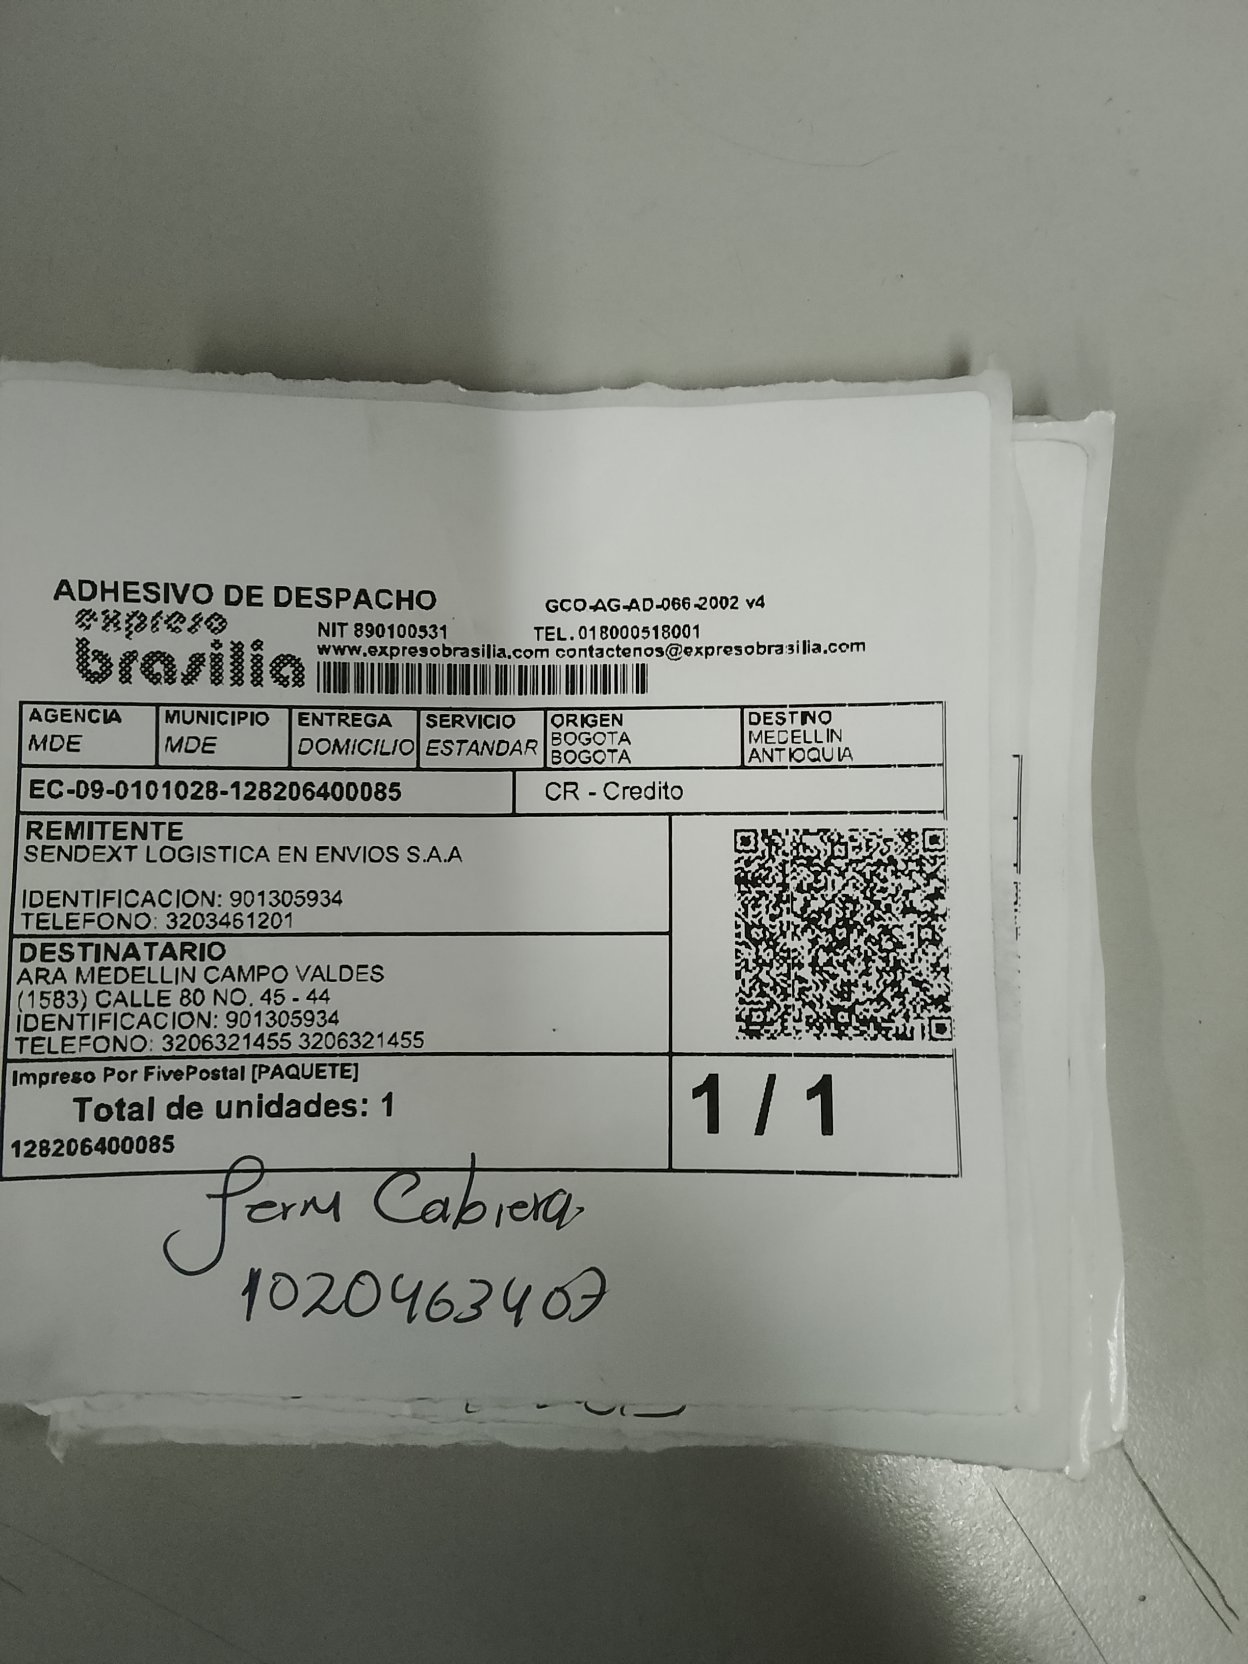 ADHESIVO DE DESPACHO
GCO-AG-AD-066-2002 v4
expreso
brasilia
NIT 890100531 TEL. 018000518001
www.expresobrasilia.com contactenos@expresobrasilia.com
AGENCIA MUNICIPIO ENTREGA SERVICIO ORIGEN DESTINO
MDE MDE DOMICILIO ESTANDAR BOGOTA MEDELLIN
BOGOTA ANTIOQUIA
EC-09-0101028-128206400085 CR - Credito
REMITENTE
SENDEXT LOGISTICA EN ENVIOS S.A.A
IDENTIFICACION: 901305934
TELEFONO: 3203461201
DESTINATARIO
ARA MEDELLIN CAMPO VALDES
(1583) CALLE 80 NO. 45 - 44
IDENTIFICACION: 901305934
TELEFONO: 3206321455 3206321455
Impreso Por FivePostal [PAQUETE]
Total de unidades: 1
1 / 1
128206400085
1020463407